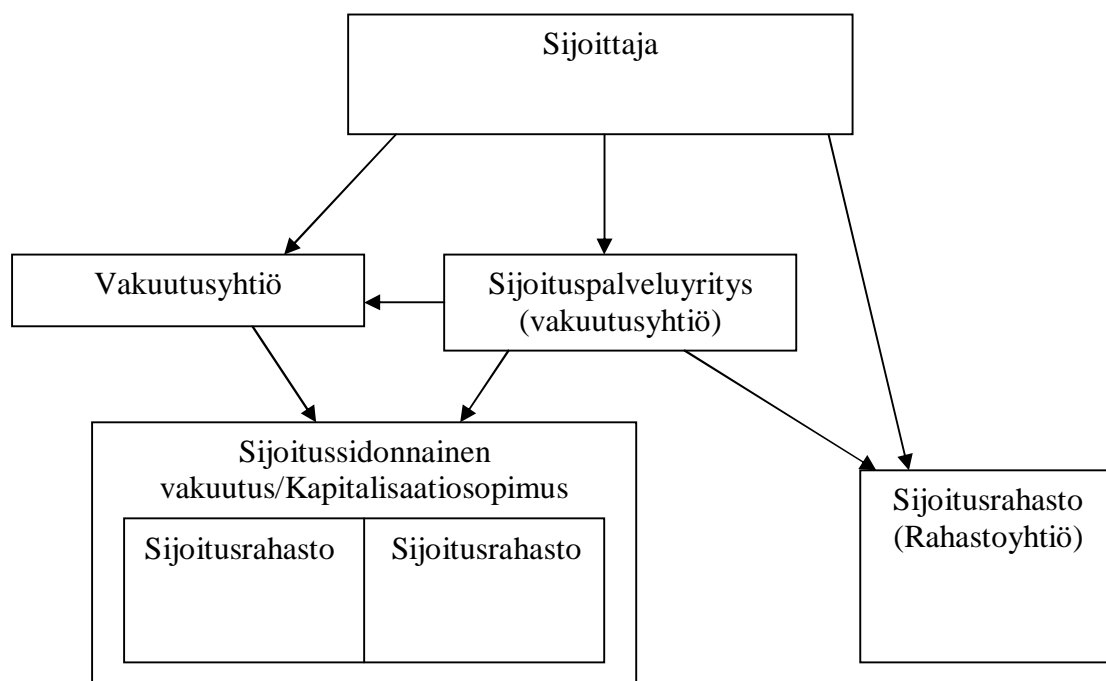 Sijoittaja
Vakuutusyhtiö
Sijoituspalveluyritys
(vakuutusyhtiö)
Sijoitussidonnainen
vakuutus/Kapitalisaatiosopimus
Sijoitusrahasto
Sijoitusrahasto
Sijoitusrahasto
(Rahastoyhtiö)